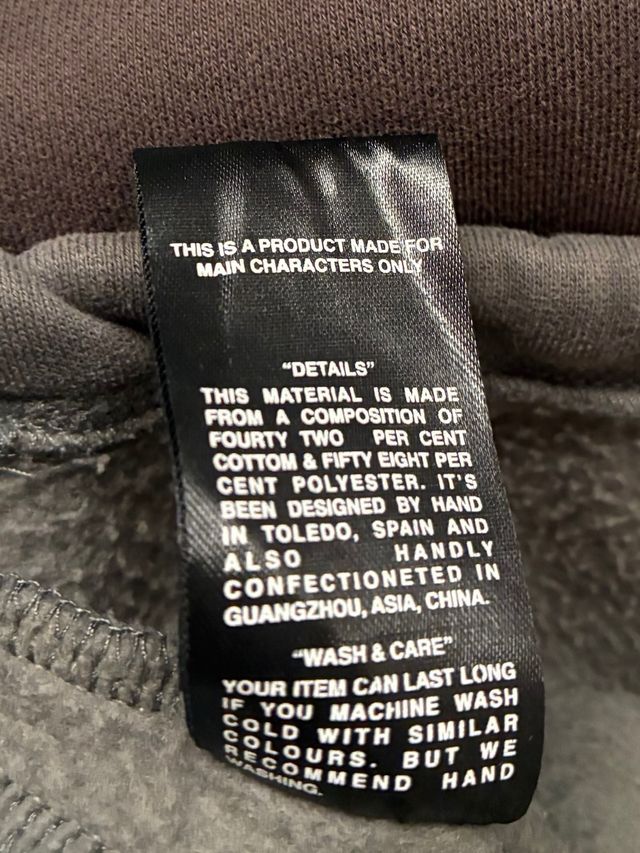 THIS IS A PRODUCT MADE FOR
MAIN CHARACTERS ONLY
"DETAILS"
THIS MATERIAL IS MADE
FROM A COMPOSITION OF
FOURTY TWO PER CENT
COTTOM & FIFTY EIGHT PER
CENT POLYESTER. IT'S
BEEN DESIGNED BY HAND
IN TOLEDO, SPAIN AND
ALSO HANDLY
CONFECTIONETED IN
GUANGZHOU, ASIA, CHINA.
"WASH & CARE"
YOUR ITEM CAN LAST LONG
IF YOU MACHINE WASH
COLD WITH SIMILAR
COLOURS. BUT WE
RECOMMEND HAND
WASHING.